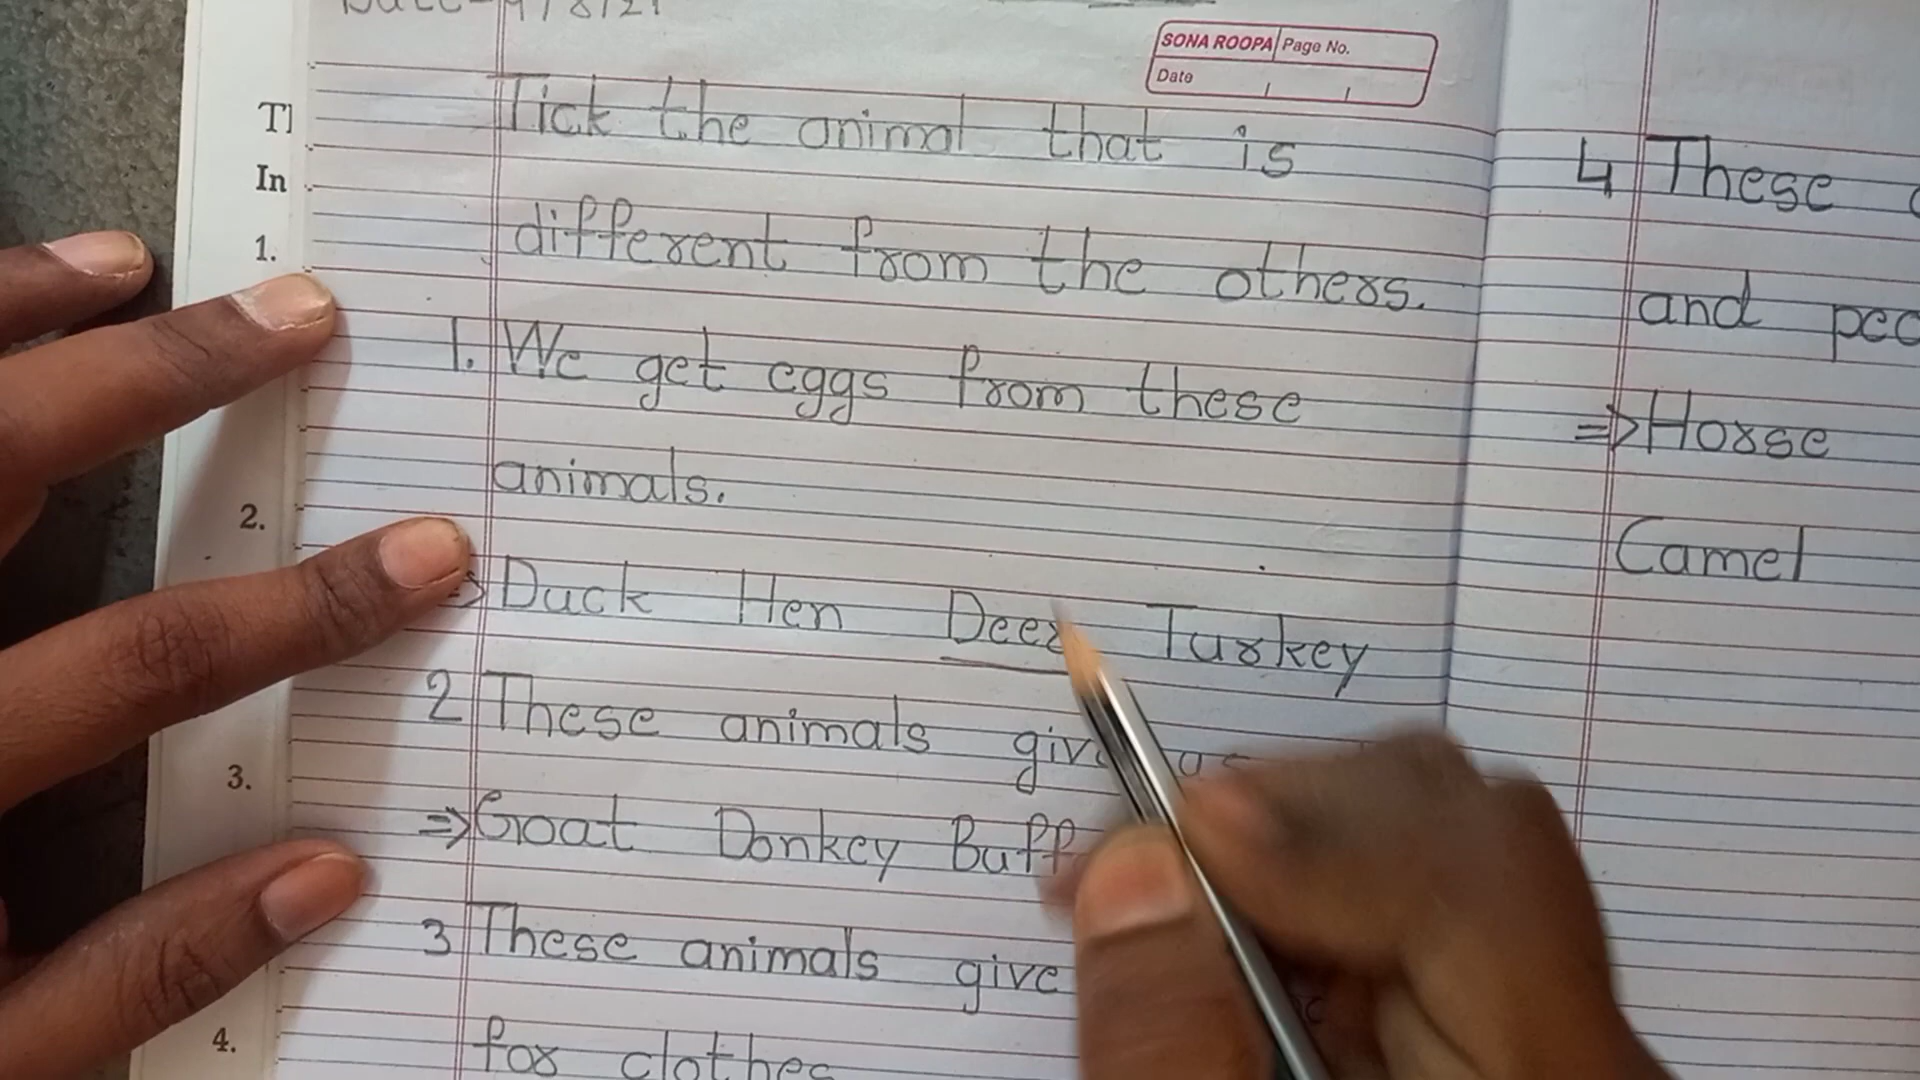 SONA ROOPA Page No.
Date / /
Tick the animal that is
different from the others.
1. We get eggs from these
animals.
Duck Hen Deer Turkey
2 These animals give us
⇒ Goat Donkey
3 These animals give
for clothes
4 These
and
⇒ Horse
Camel
In
1.
2.
3.
4.